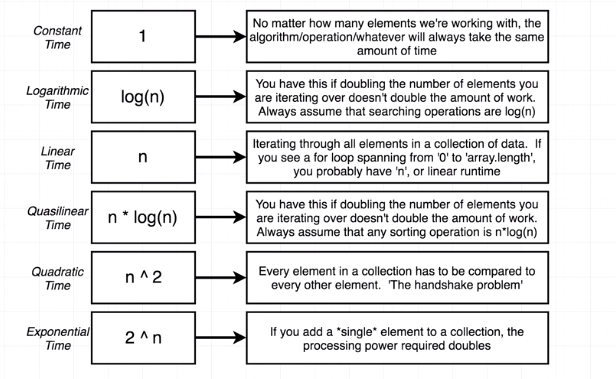 Constant
Time
1
No matter how many elements we're working with, the
algorithm/operation/whatever will always take the same
amount of time
Logarithmic
Time
log(n)
You have this if doubling the number of elements you
are iterating over doesn't double the amount of work.
Always assume that searching operations are log(n)
Linear
Time
n
Iterating through all elements in a collection of data. If
you see a for loop spanning from '0' to 'array.length',
you probably have 'n', or linear runtime
Quasilinear
Time
n * log(n)
You have this if doubling the number of elements you
are iterating over doesn't double the amount of work.
Always assume that any sorting operation is n*log(n)
Quadratic
Time
n ^ 2
Every element in a collection has to be compared to
every other element. 'The handshake problem'
Exponential
Time
2 ^ n
If you add a *single* element to a collection, the
processing power required doubles